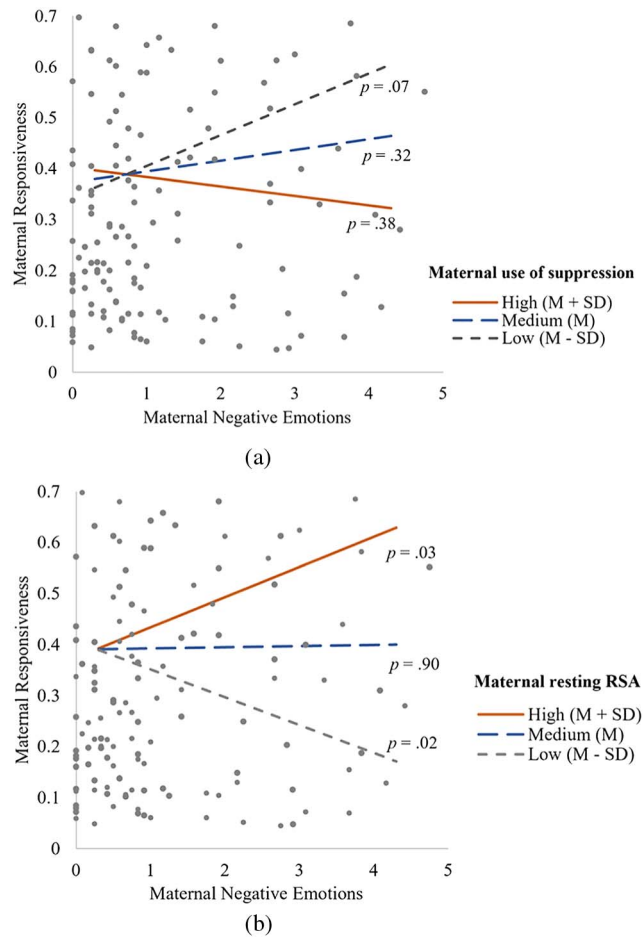 0.7
0.6
0.5
0.4
0.3
0.2
0.1
0
Maternal Responsiveness
p = .07
p = .32
p = .38
0 1 2 3 4 5
Maternal Negative Emotions
Maternal use of suppression
High (M + SD)
Medium (M)
Low (M - SD)
(a)
0.7
0.6
0.5
0.4
0.3
0.2
0.1
0
Maternal Responsiveness
p = .03
p = .90
p = .02
0 1 2 3 4 5
Maternal Negative Emotions
Maternal resting RSA
High (M + SD)
Medium (M)
Low (M - SD)
(b)